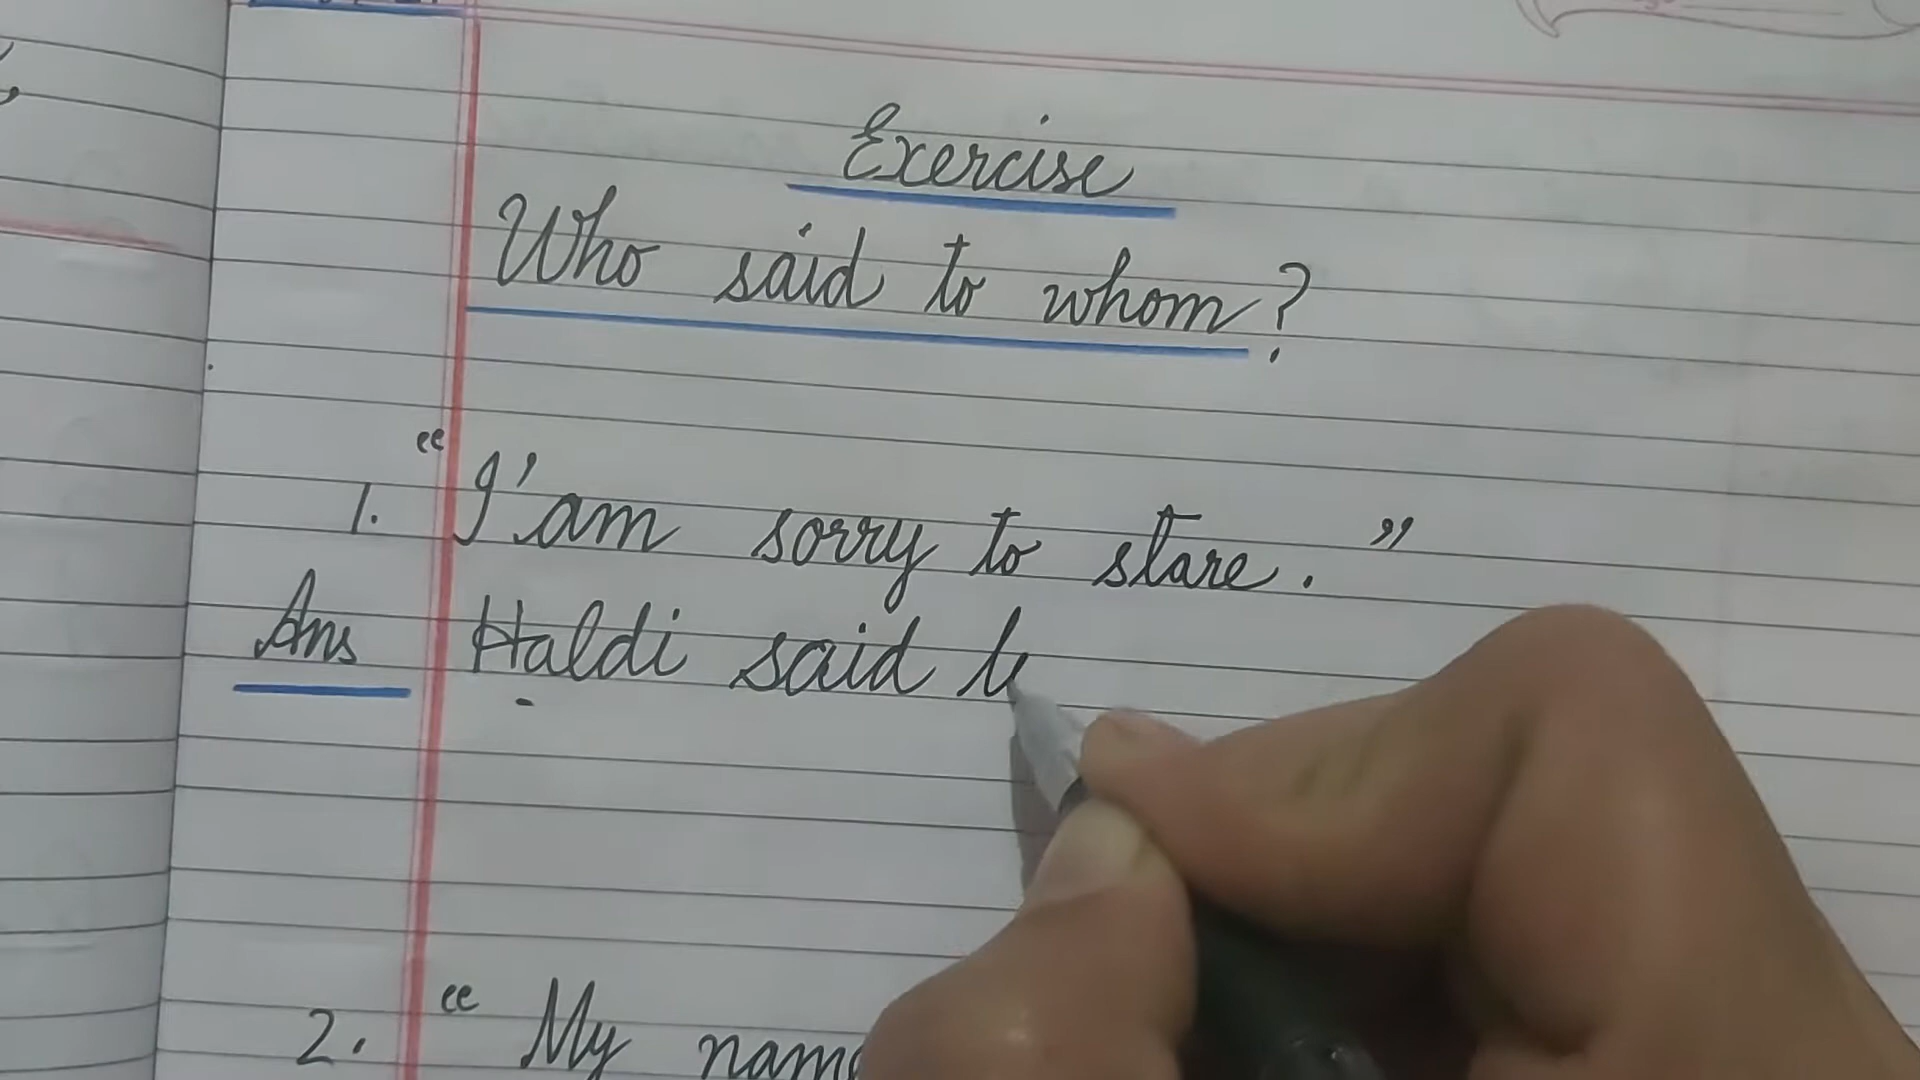 Exercise
Who said to whom?
1. “I'am sorry to stare.”
Ans Haldi said
2. “My